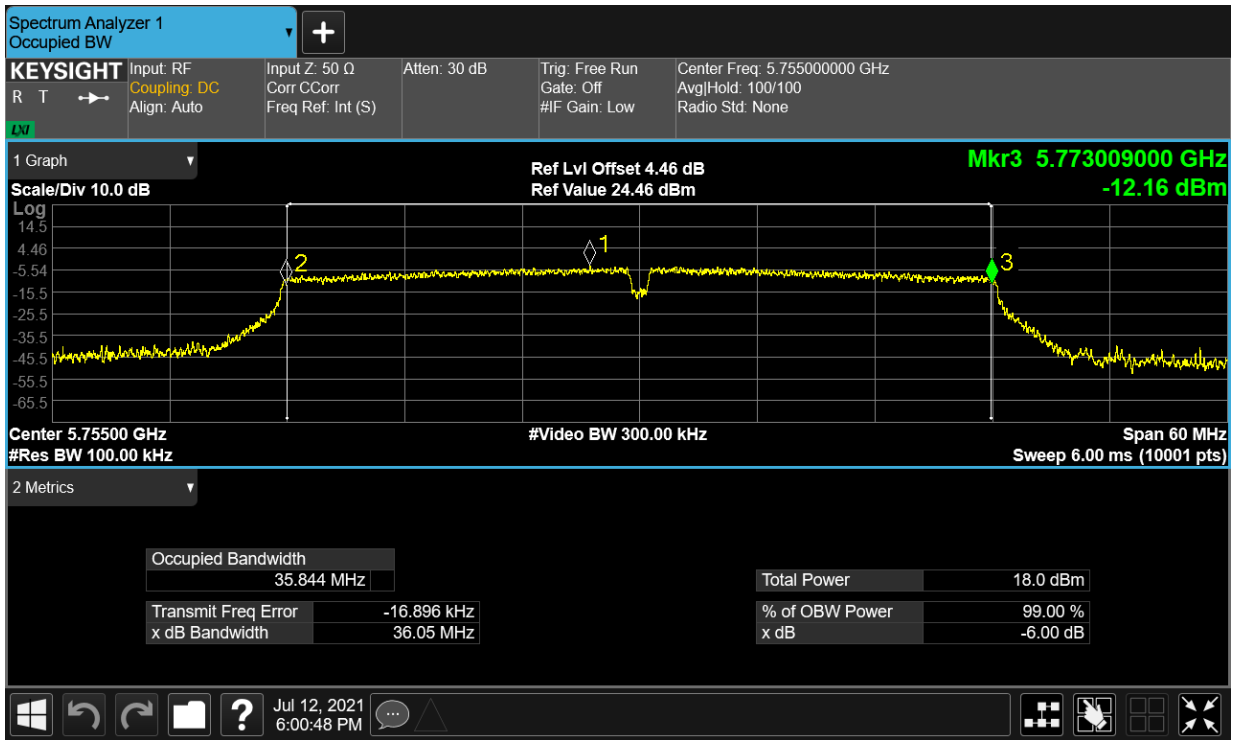 Spectrum Analyzer 1
Occupied BW
KEYSIGHT
R T
LXI
Input: RF
Coupling: DC
Align: Auto
Input Z: 50 Ω
Corr CCorr
Freq Ref: Int (S)
Atten: 30 dB
Trig: Free Run
Gate: Off
#IF Gain: Low
Center Freq: 5.755000000 GHz
Avg|Hold: 100/100
Radio Std: None
1 Graph
Scale/Div 10.0 dB
Ref Lvl Offset 4.46 dB
Ref Value 24.46 dBm
Mkr3 5.773009000 GHz
-12.16 dBm
Log
14.5
4.46
-5.54
-15.5
-25.5
-35.5
-45.5
-55.5
-65.5
2
1
3
Center 5.75500 GHz
#Video BW 300.00 kHz
Span 60 MHz
#Res BW 100.00 kHz
Sweep 6.00 ms (10001 pts)
2 Metrics
Occupied Bandwidth
35.844 MHz
Transmit Freq Error -16.896 kHz
x dB Bandwidth 36.05 MHz
Total Power 18.0 dBm
% of OBW Power 99.00 %
x dB -6.00 dB
?
Jul 12, 2021
6:00:48 PM